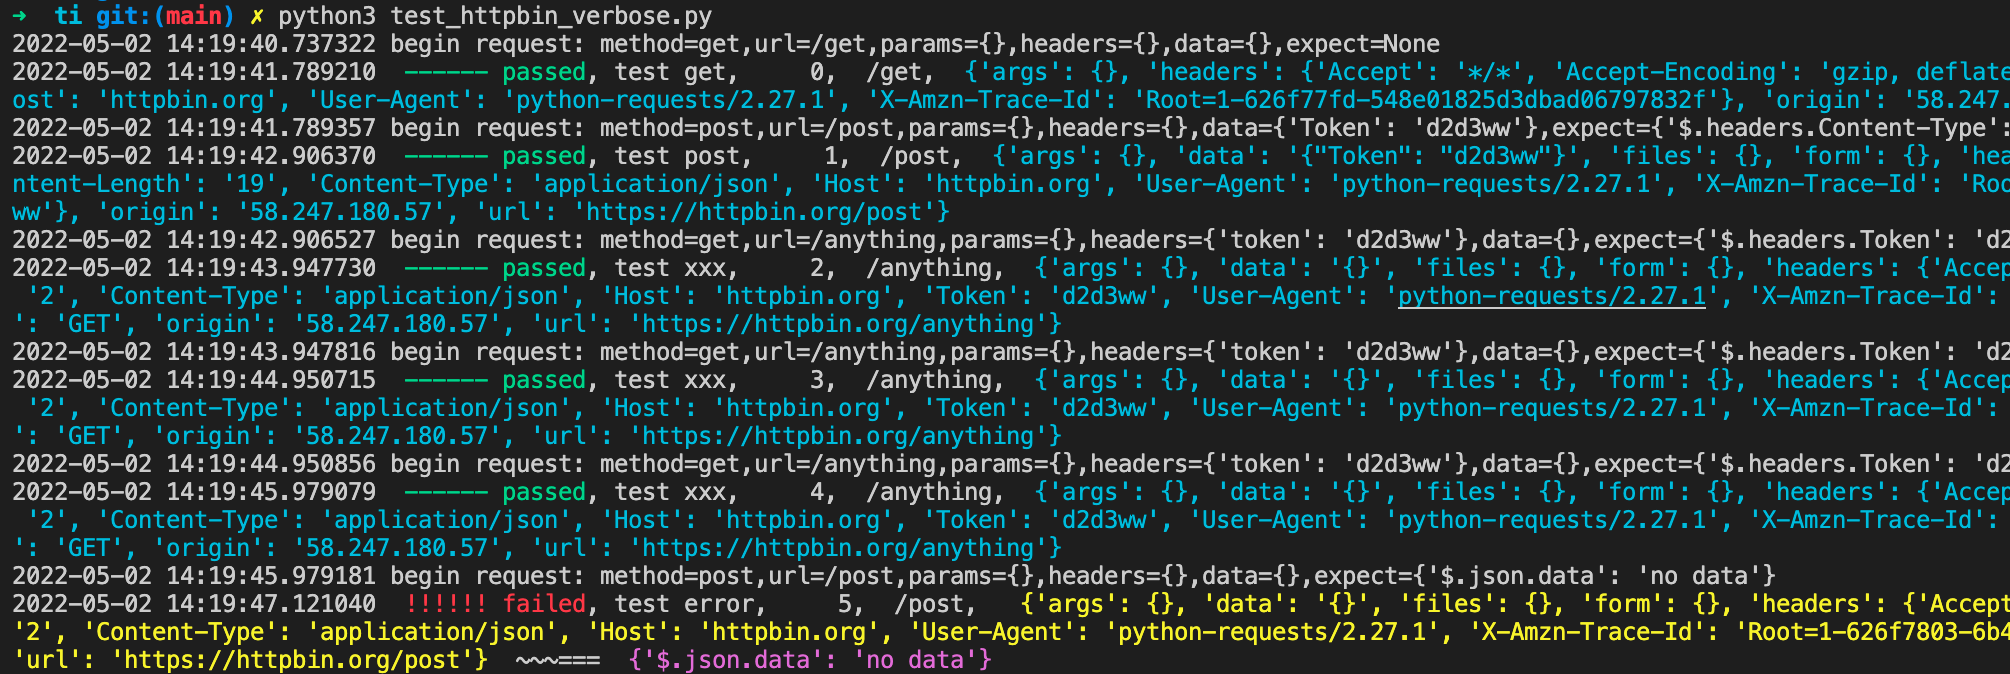 ➜  ti git:(main) ✗ python3 test_httpbin_verbose.py
2022-05-02 14:19:40.737322 begin request: method=get,url=/get,params={},headers={},data={},expect=None
2022-05-02 14:19:41.789210  ------ passed, test get,     0,  /get,  {'args': {}, 'headers': {'Accept': '*/*', 'Accept-Encoding': 'gzip, deflate
ost': 'httpbin.org', 'User-Agent': 'python-requests/2.27.1', 'X-Amzn-Trace-Id': 'Root=1-626f77fd-548e01825d3dbad06797832f'}, 'origin': '58.247.
2022-05-02 14:19:41.789357 begin request: method=post,url=/post,params={},headers={},data={'Token': 'd2d3ww'},expect={'$.headers.Content-Type':
2022-05-02 14:19:42.906370  ------ passed, test post,     1,  /post,  {'args': {}, 'data': '{"Token": "d2d3ww"}', 'files': {}, 'form': {}, 'hea
ntent-Length': '19', 'Content-Type': 'application/json', 'Host': 'httpbin.org', 'User-Agent': 'python-requests/2.27.1', 'X-Amzn-Trace-Id': 'Roo
ww'}, 'origin': '58.247.180.57', 'url': 'https://httpbin.org/post'}
2022-05-02 14:19:42.906527 begin request: method=get,url=/anything,params={},headers={'token': 'd2d3ww'},data={},expect={'$.headers.Token': 'd2
2022-05-02 14:19:43.947730  ------ passed, test xxx,     2,  /anything,  {'args': {}, 'data': '{}', 'files': {}, 'form': {}, 'headers': {'Accep
 '2', 'Content-Type': 'application/json', 'Host': 'httpbin.org', 'Token': 'd2d3ww', 'User-Agent': 'python-requests/2.27.1', 'X-Amzn-Trace-Id':
': 'GET', 'origin': '58.247.180.57', 'url': 'https://httpbin.org/anything'}
2022-05-02 14:19:43.947816 begin request: method=get,url=/anything,params={},headers={'token': 'd2d3ww'},data={},expect={'$.headers.Token': 'd2
2022-05-02 14:19:44.950715  ------ passed, test xxx,     3,  /anything,  {'args': {}, 'data': '{}', 'files': {}, 'form': {}, 'headers': {'Accep
 '2', 'Content-Type': 'application/json', 'Host': 'httpbin.org', 'Token': 'd2d3ww', 'User-Agent': 'python-requests/2.27.1', 'X-Amzn-Trace-Id':
': 'GET', 'origin': '58.247.180.57', 'url': 'https://httpbin.org/anything'}
2022-05-02 14:19:44.950856 begin request: method=get,url=/anything,params={},headers={'token': 'd2d3ww'},data={},expect={'$.headers.Token': 'd2
2022-05-02 14:19:45.979079  ------ passed, test xxx,     4,  /anything,  {'args': {}, 'data': '{}', 'files': {}, 'form': {}, 'headers': {'Accep
 '2', 'Content-Type': 'application/json', 'Host': 'httpbin.org', 'Token': 'd2d3ww', 'User-Agent': 'python-requests/2.27.1', 'X-Amzn-Trace-Id':
': 'GET', 'origin': '58.247.180.57', 'url': 'https://httpbin.org/anything'}
2022-05-02 14:19:45.979181 begin request: method=post,url=/post,params={},headers={},data={},expect={'$.json.data': 'no data'}
2022-05-02 14:19:47.121040  !!!!!! failed, test error,     5,  /post,   {'args': {}, 'data': '{}', 'files': {}, 'form': {}, 'headers': {'Accept
'2', 'Content-Type': 'application/json', 'Host': 'httpbin.org', 'User-Agent': 'python-requests/2.27.1', 'X-Amzn-Trace-Id': 'Root=1-626f7803-6b4
'url': 'https://httpbin.org/post'}  ~~~===  {'$.json.data': 'no data'}